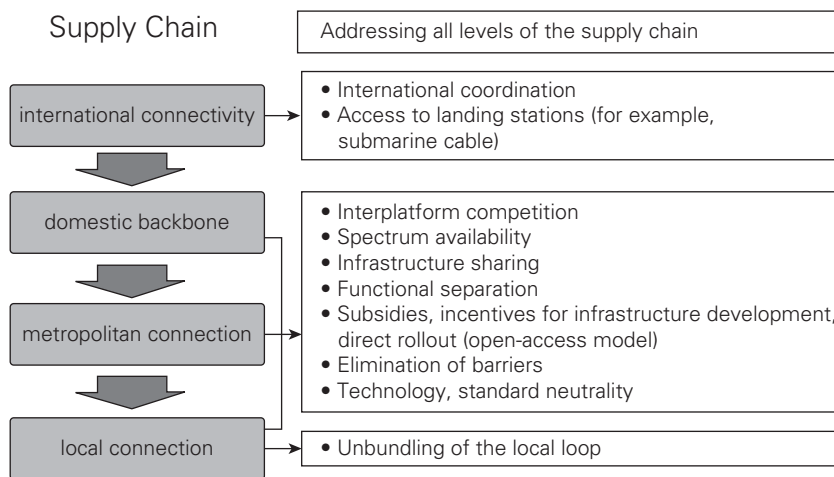 Supply Chain
Addressing all levels of the supply chain
international connectivity
• International coordination
• Access to landing stations (for example,
submarine cable)
domestic backbone
metropolitan connection
• Interplatform competition
• Spectrum availability
• Infrastructure sharing
• Functional separation
• Subsidies, incentives for infrastructure development,
direct rollout (open-access model)
• Elimination of barriers
• Technology, standard neutrality
local connection
• Unbundling of the local loop